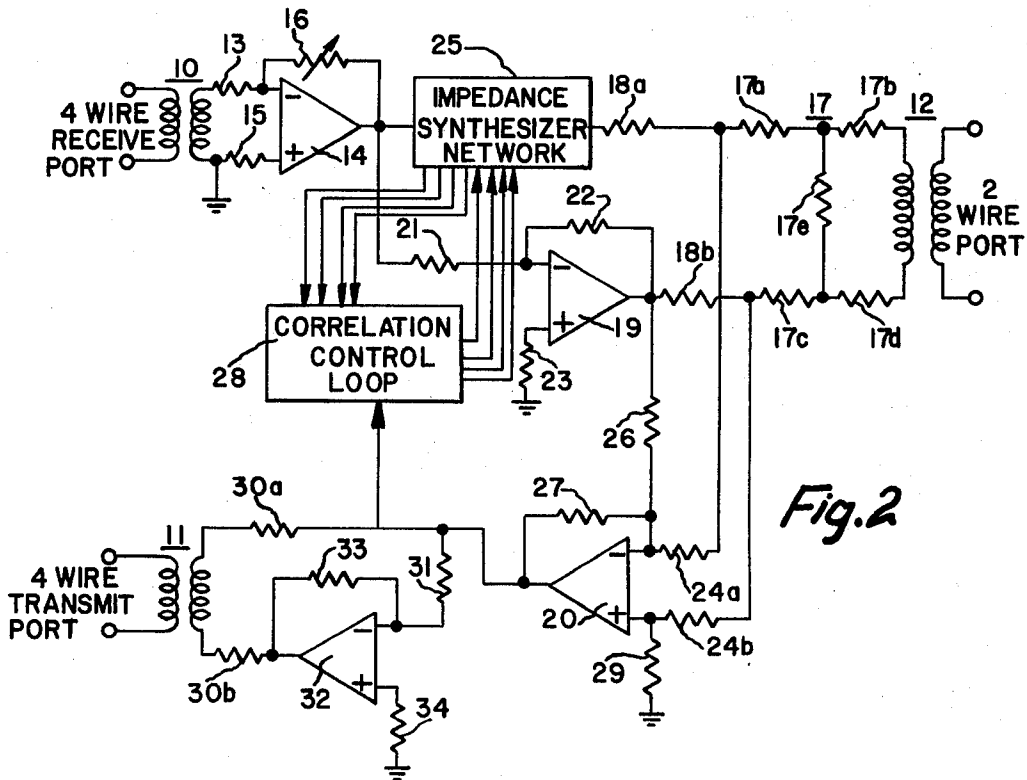 16
13
25
10
4 WIRE
RECEIVE
PORT
15
14
IMPEDANCE
SYNTHESIZER
NETWORK
18a
17a
17
17b
12
17e
2
WIRE
PORT
22
21
18b
19
17c
17d
23
CORRELATION
CONTROL
LOOP
28
26
Fig.2
30a
27
11
33
31
4 WIRE
TRANSMIT
PORT
24a
20
24b
29
30b
32
34
- + - + - + - +